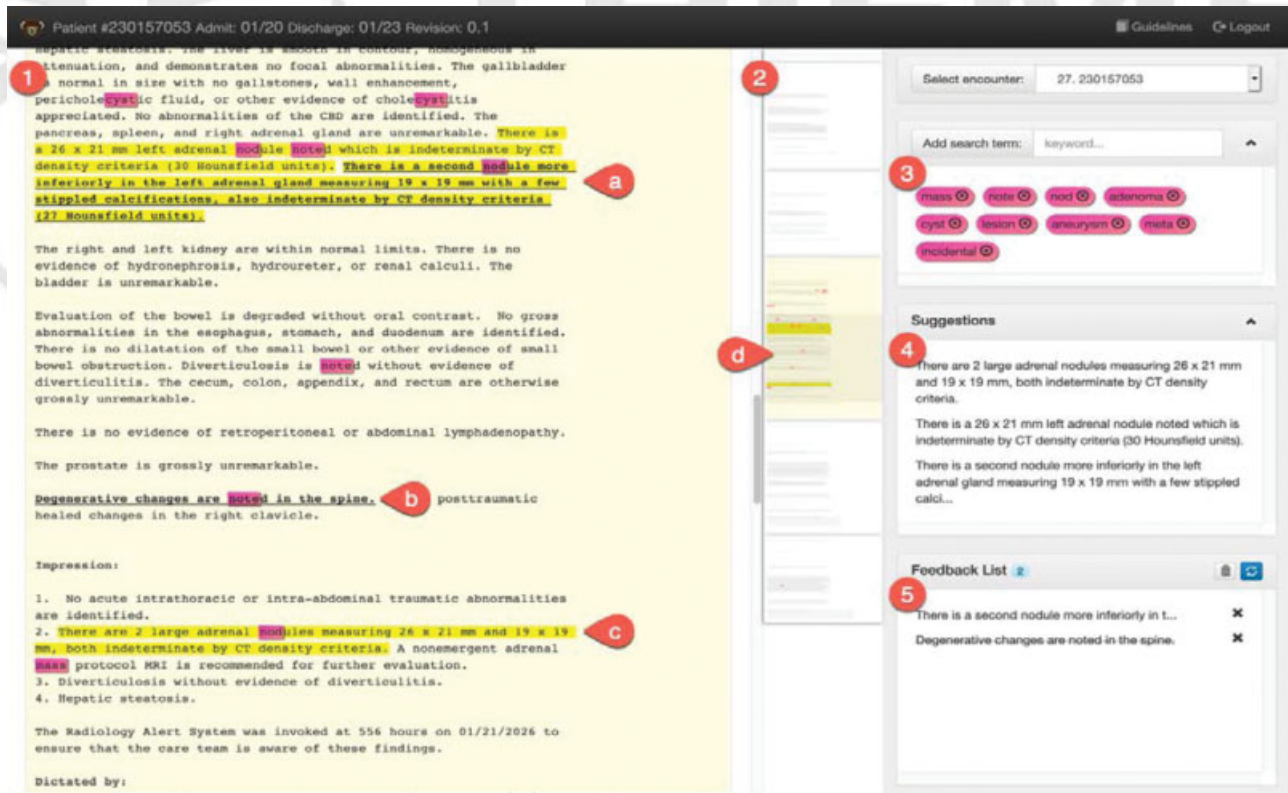 Patient #230157053 Admit: 01/20 Discharge: 01/23 Revision: 0.1
Guidelines
Logout
hepatic steatosis. The liver is smooth in contour, homogeneous in
attenuation, and demonstrates no focal abnormalities. The gallbladder
normal in size with no gallstones, wall enhancement,
pericholecystic fluid, or other evidence of cholecystitis
appreciated. No abnormalities of the CBD are identified. The
pancreas, spleen, and right adrenal gland are unremarkable. There is
a 26 x 21 mm left adrenal nodule noted which is indeterminate by CT
density criteria (30 Hounsfield units). There is a second nodule more
inferiorly in the left adrenal gland measuring 19 x 19 mm with a few
stippled calcifications, also indeterminate by CT density criteria
(27 Hounsfield units).
The right and left kidney are within normal limits. There is no
evidence of hydronephrosis, hydroureter, or renal calculi. The
bladder is unremarkable.
Evaluation of the bowel is degraded without oral contrast. No gross
abnormalities in the esophagus, stomach, and duodenum are identified.
There is no dilatation of the small bowel or other evidence of small
bowel obstruction. Diverticulosis is noted without evidence of
diverticulitis. The cecum, colon, appendix, and rectum are otherwise
grossly unremarkable.
There is no evidence of retroperitoneal or abdominal lymphadenopathy.
The prostate is grossly unremarkable.
Degenerative changes are noted in the spine. posttraumatic
healed changes in the right clavicle.
Impression:
1. No acute intrathoracic or intra-abdominal traumatic abnormalities
are identified.
2. There are 2 large adrenal nodules measuring 26 x 21 mm and 19 x 19
mm, both indeterminate by CT density criteria. A nonemergent adrenal
mass protocol MRI is recommended for further evaluation.
3. Diverticulosis without evidence of diverticulitis.
4. Hepatic steatosis.
The Radiology Alert System was invoked at 556 hours on 01/21/2026 to
ensure that the care team is aware of these findings.
Dictated by:
1
a
b
c
2
d
Select encounter: 27. 230157053
Add search term: keyword...
3
mass note nod adenoma
cyst lesion aneurysm meta
incidental
Suggestions
4
There are 2 large adrenal nodules measuring 26 x 21 mm
and 19 x 19 mm, both indeterminate by CT density
criteria.
There is a 26 x 21 mm left adrenal nodule noted which is
indeterminate by CT density criteria (30 Hounsfield units).
There is a second nodule more inferiorly in the left
adrenal gland measuring 19 x 19 mm with a few stippled
calci...
Feedback List 2
5
There is a second nodule more inferiorly in t...
Degenerative changes are noted in the spine.